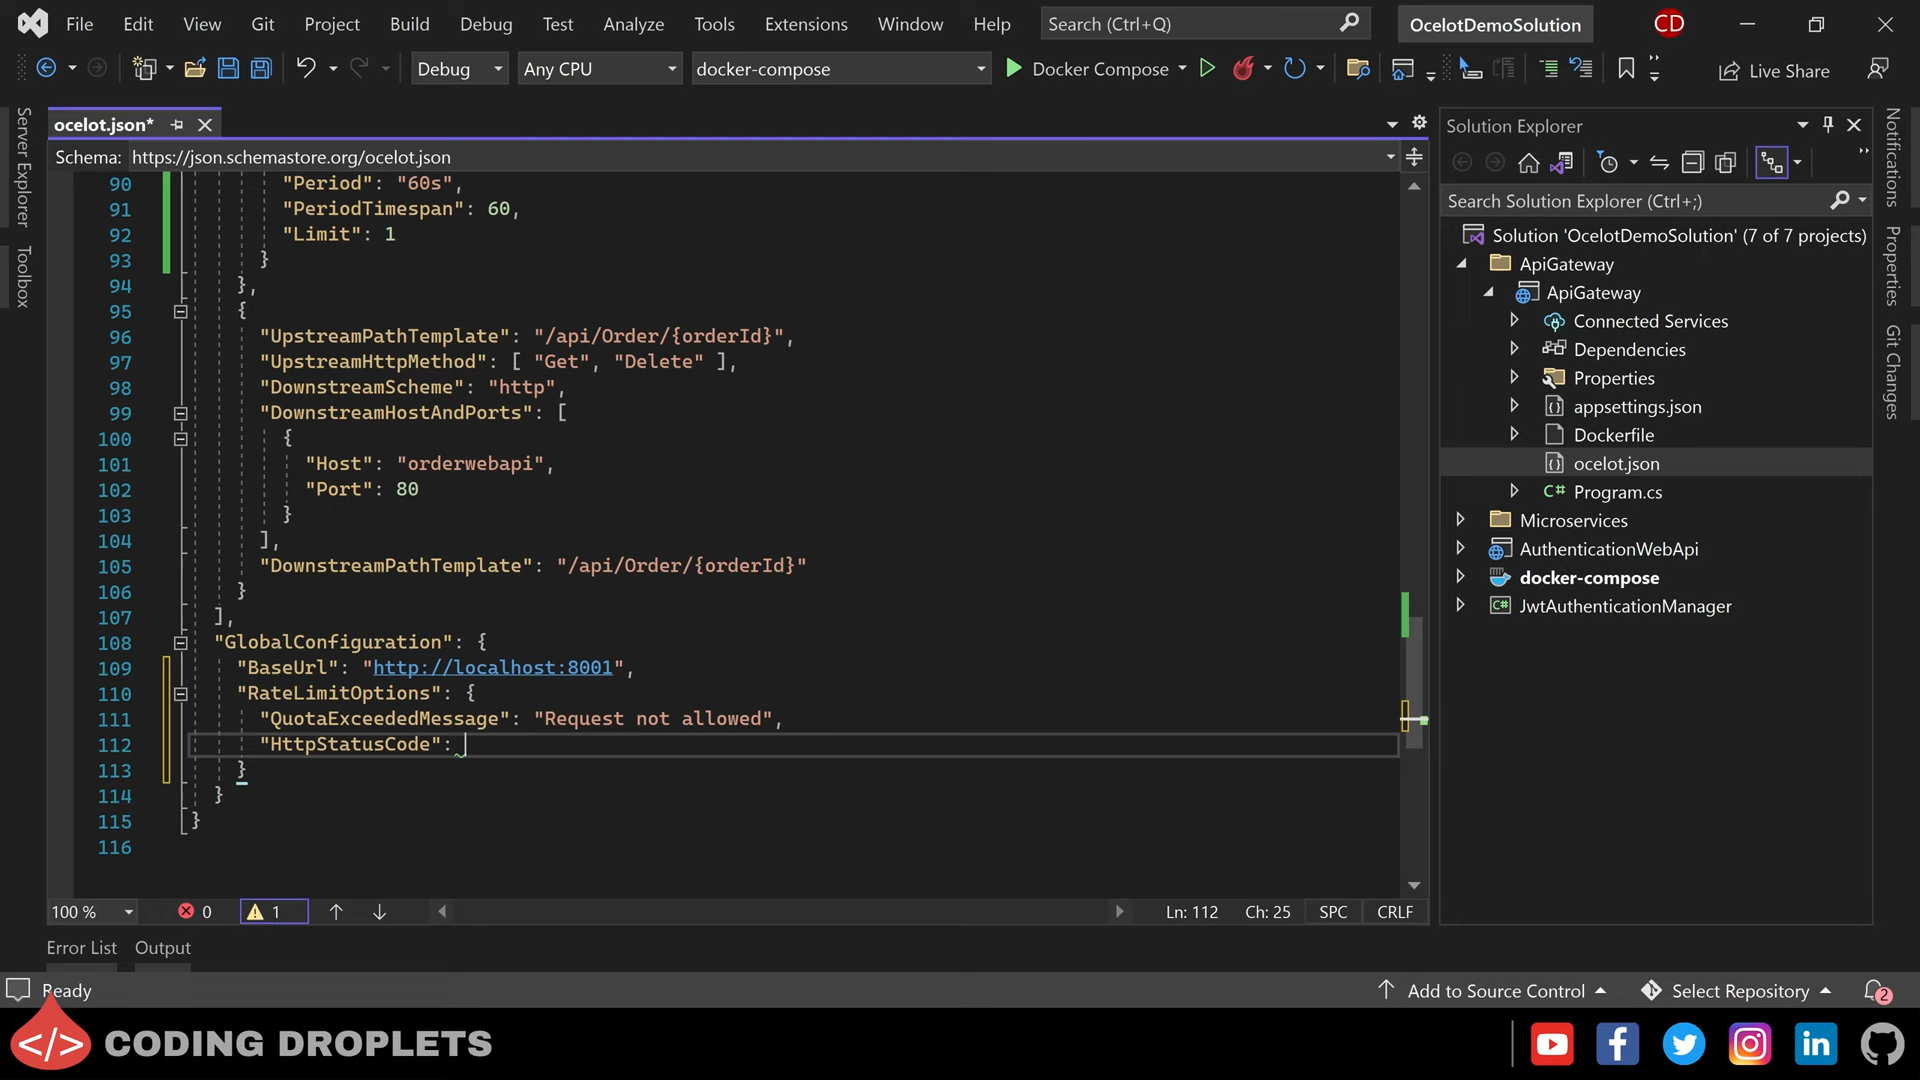 File Edit View Git Project Build Debug Test Analyze Tools Extensions Window Help Search (Ctrl+Q) OcelotDemoSolution CD
Debug Any CPU docker-compose Docker Compose Live Share
Server Explorer
Toolbox
ocelot.json*
Schema: https://json.schemastore.org/ocelot.json
90 "Period": "60s",
91 "PeriodTimespan": 60,
92 "Limit": 1
93 }
94 },
95 {
96 "UpstreamPathTemplate": "/api/Order/{orderId}",
97 "UpstreamHttpMethod": [ "Get", "Delete" ],
98 "DownstreamScheme": "http",
99 "DownstreamHostAndPorts": [
100 {
101 "Host": "orderwebapi",
102 "Port": 80
103 }
104 ],
105 "DownstreamPathTemplate": "/api/Order/{orderId}"
106 }
107 ],
108 "GlobalConfiguration": {
109 "BaseUrl": "http://localhost:8001",
110 "RateLimitOptions": {
111 "QuotaExceededMessage": "Request not allowed",
112 "HttpStatusCode":
113 }
114 }
115 }
116
100 % 0 1 Ln: 112 Ch: 25 SPC CRLF
Solution Explorer
Search Solution Explorer (Ctrl+;)
Solution 'OcelotDemoSolution' (7 of 7 projects)
ApiGateway
ApiGateway
Connected Services
Dependencies
Properties
appsettings.json
Dockerfile
ocelot.json
C# Program.cs
Microservices
AuthenticationWebApi
docker-compose
C# JwtAuthenticationManager
Notifications
Properties
Git Changes
Error List Output
Ready Add to Source Control Select Repository 2
</> CODING DROPLETS